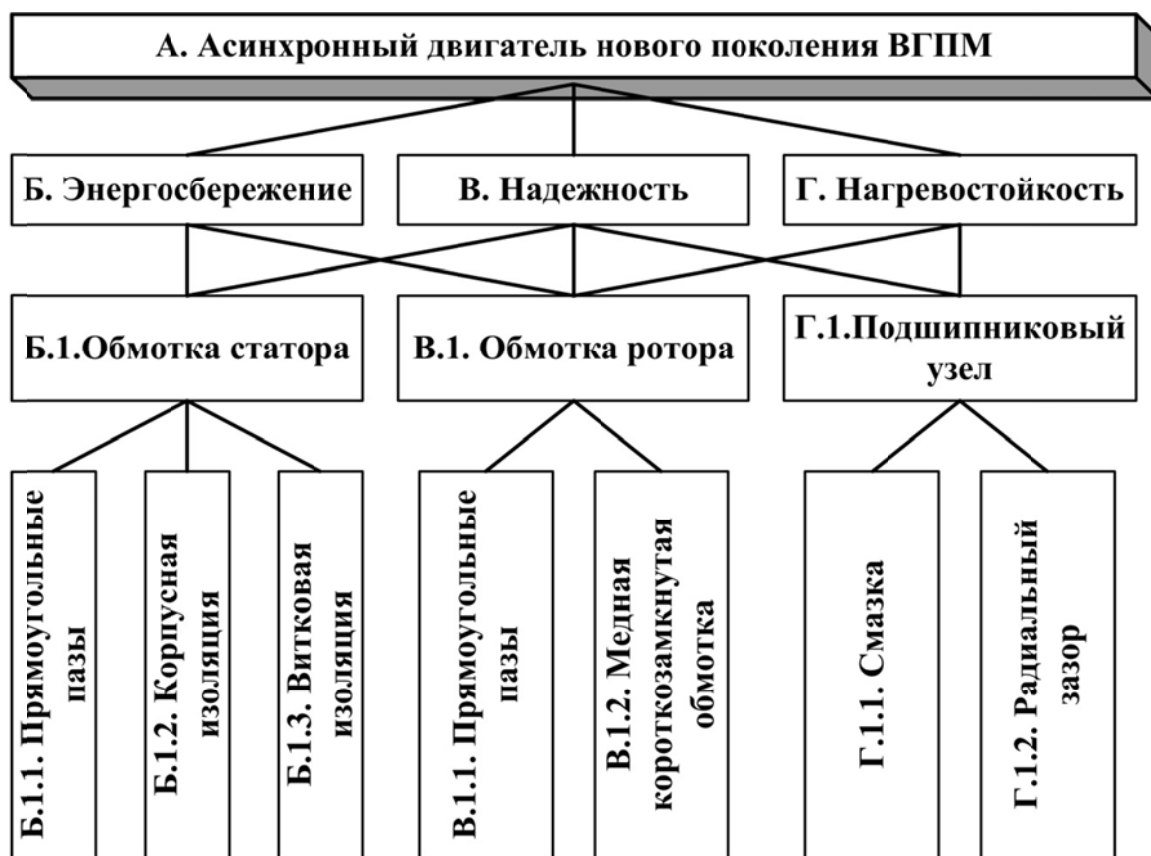 А. Асинхронный двигатель нового поколения ВГПМ
Б. Энергосбережение
В. Надежность
Г. Нагревостойкость
Б.1.Обмотка статора
В.1. Обмотка ротора
Г.1.Подшипниковый
узел
Б.1.1. Прямоугольные
пазы
Б.1.2. Корпусная
изоляция
Б.1.3. Витковая
изоляция
В.1.1. Прямоугольные
пазы
В.1.2. Медная
короткозамкнутая
обмотка
Г.1.1. Смазка
Г.1.2. Радиальный
зазор